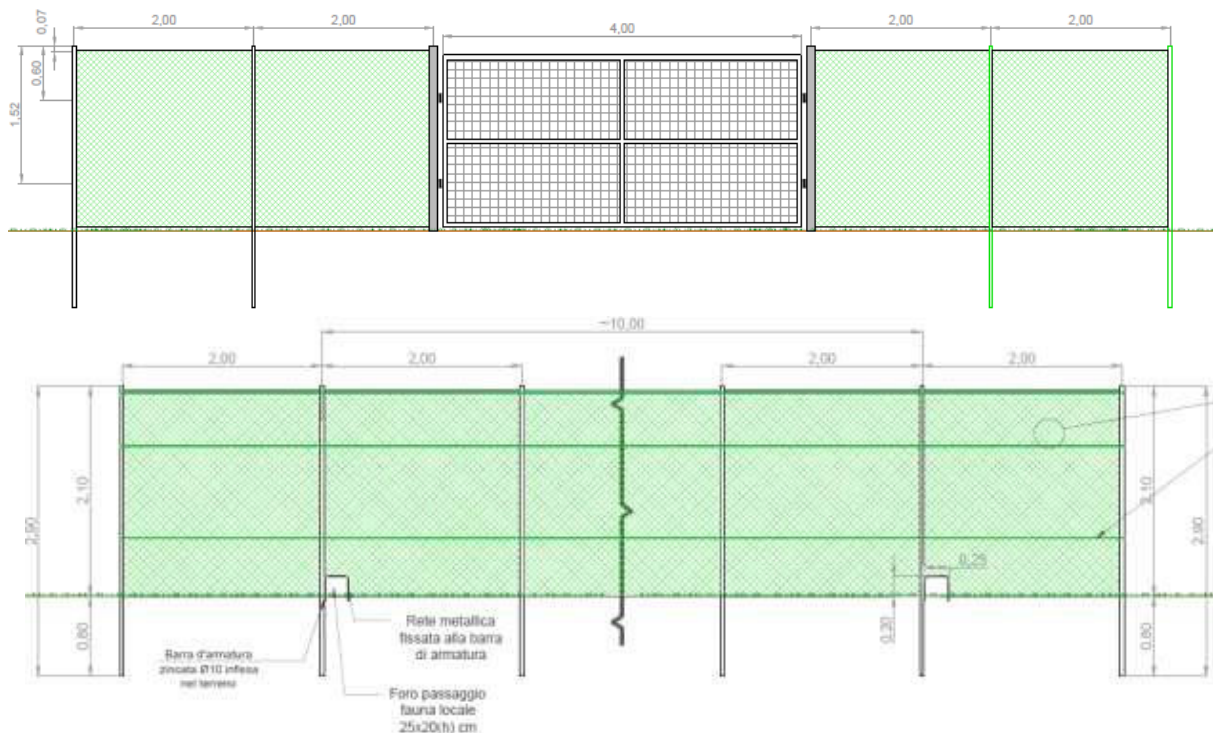 0,07
2,00
2,00
4,00
2,00
2,00
0,60
1,52
~10,00
2,00
2,00
2,00
2,00
2,10
2,90
0,80
2,10
2,90
0,80
0,25
0,20
Rete metallica
fissata alla barra
di armatura
Barra d'armatura
zincata Ø10 infissa
nel terreno
Foro passaggio
fauna locale
25x20(h) cm